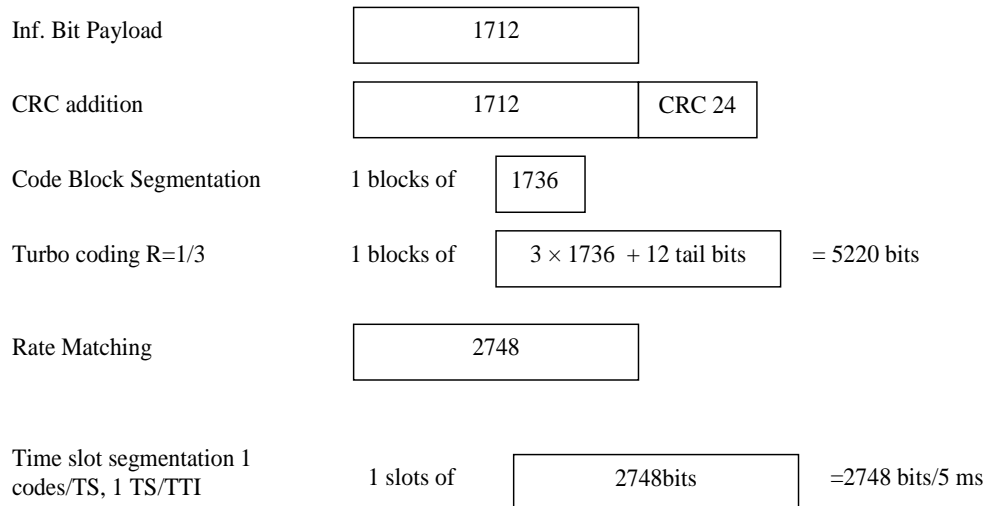 Inf. Bit Payload 1712
CRC addition 1712 CRC 24
Code Block Segmentation 1 blocks of 1736
Turbo coding R=1/3 1 blocks of 3 × 1736 + 12 tail bits = 5220 bits
Rate Matching 2748
Time slot segmentation 1
codes/TS, 1 TS/TTI 1 slots of 2748bits =2748 bits/5 ms